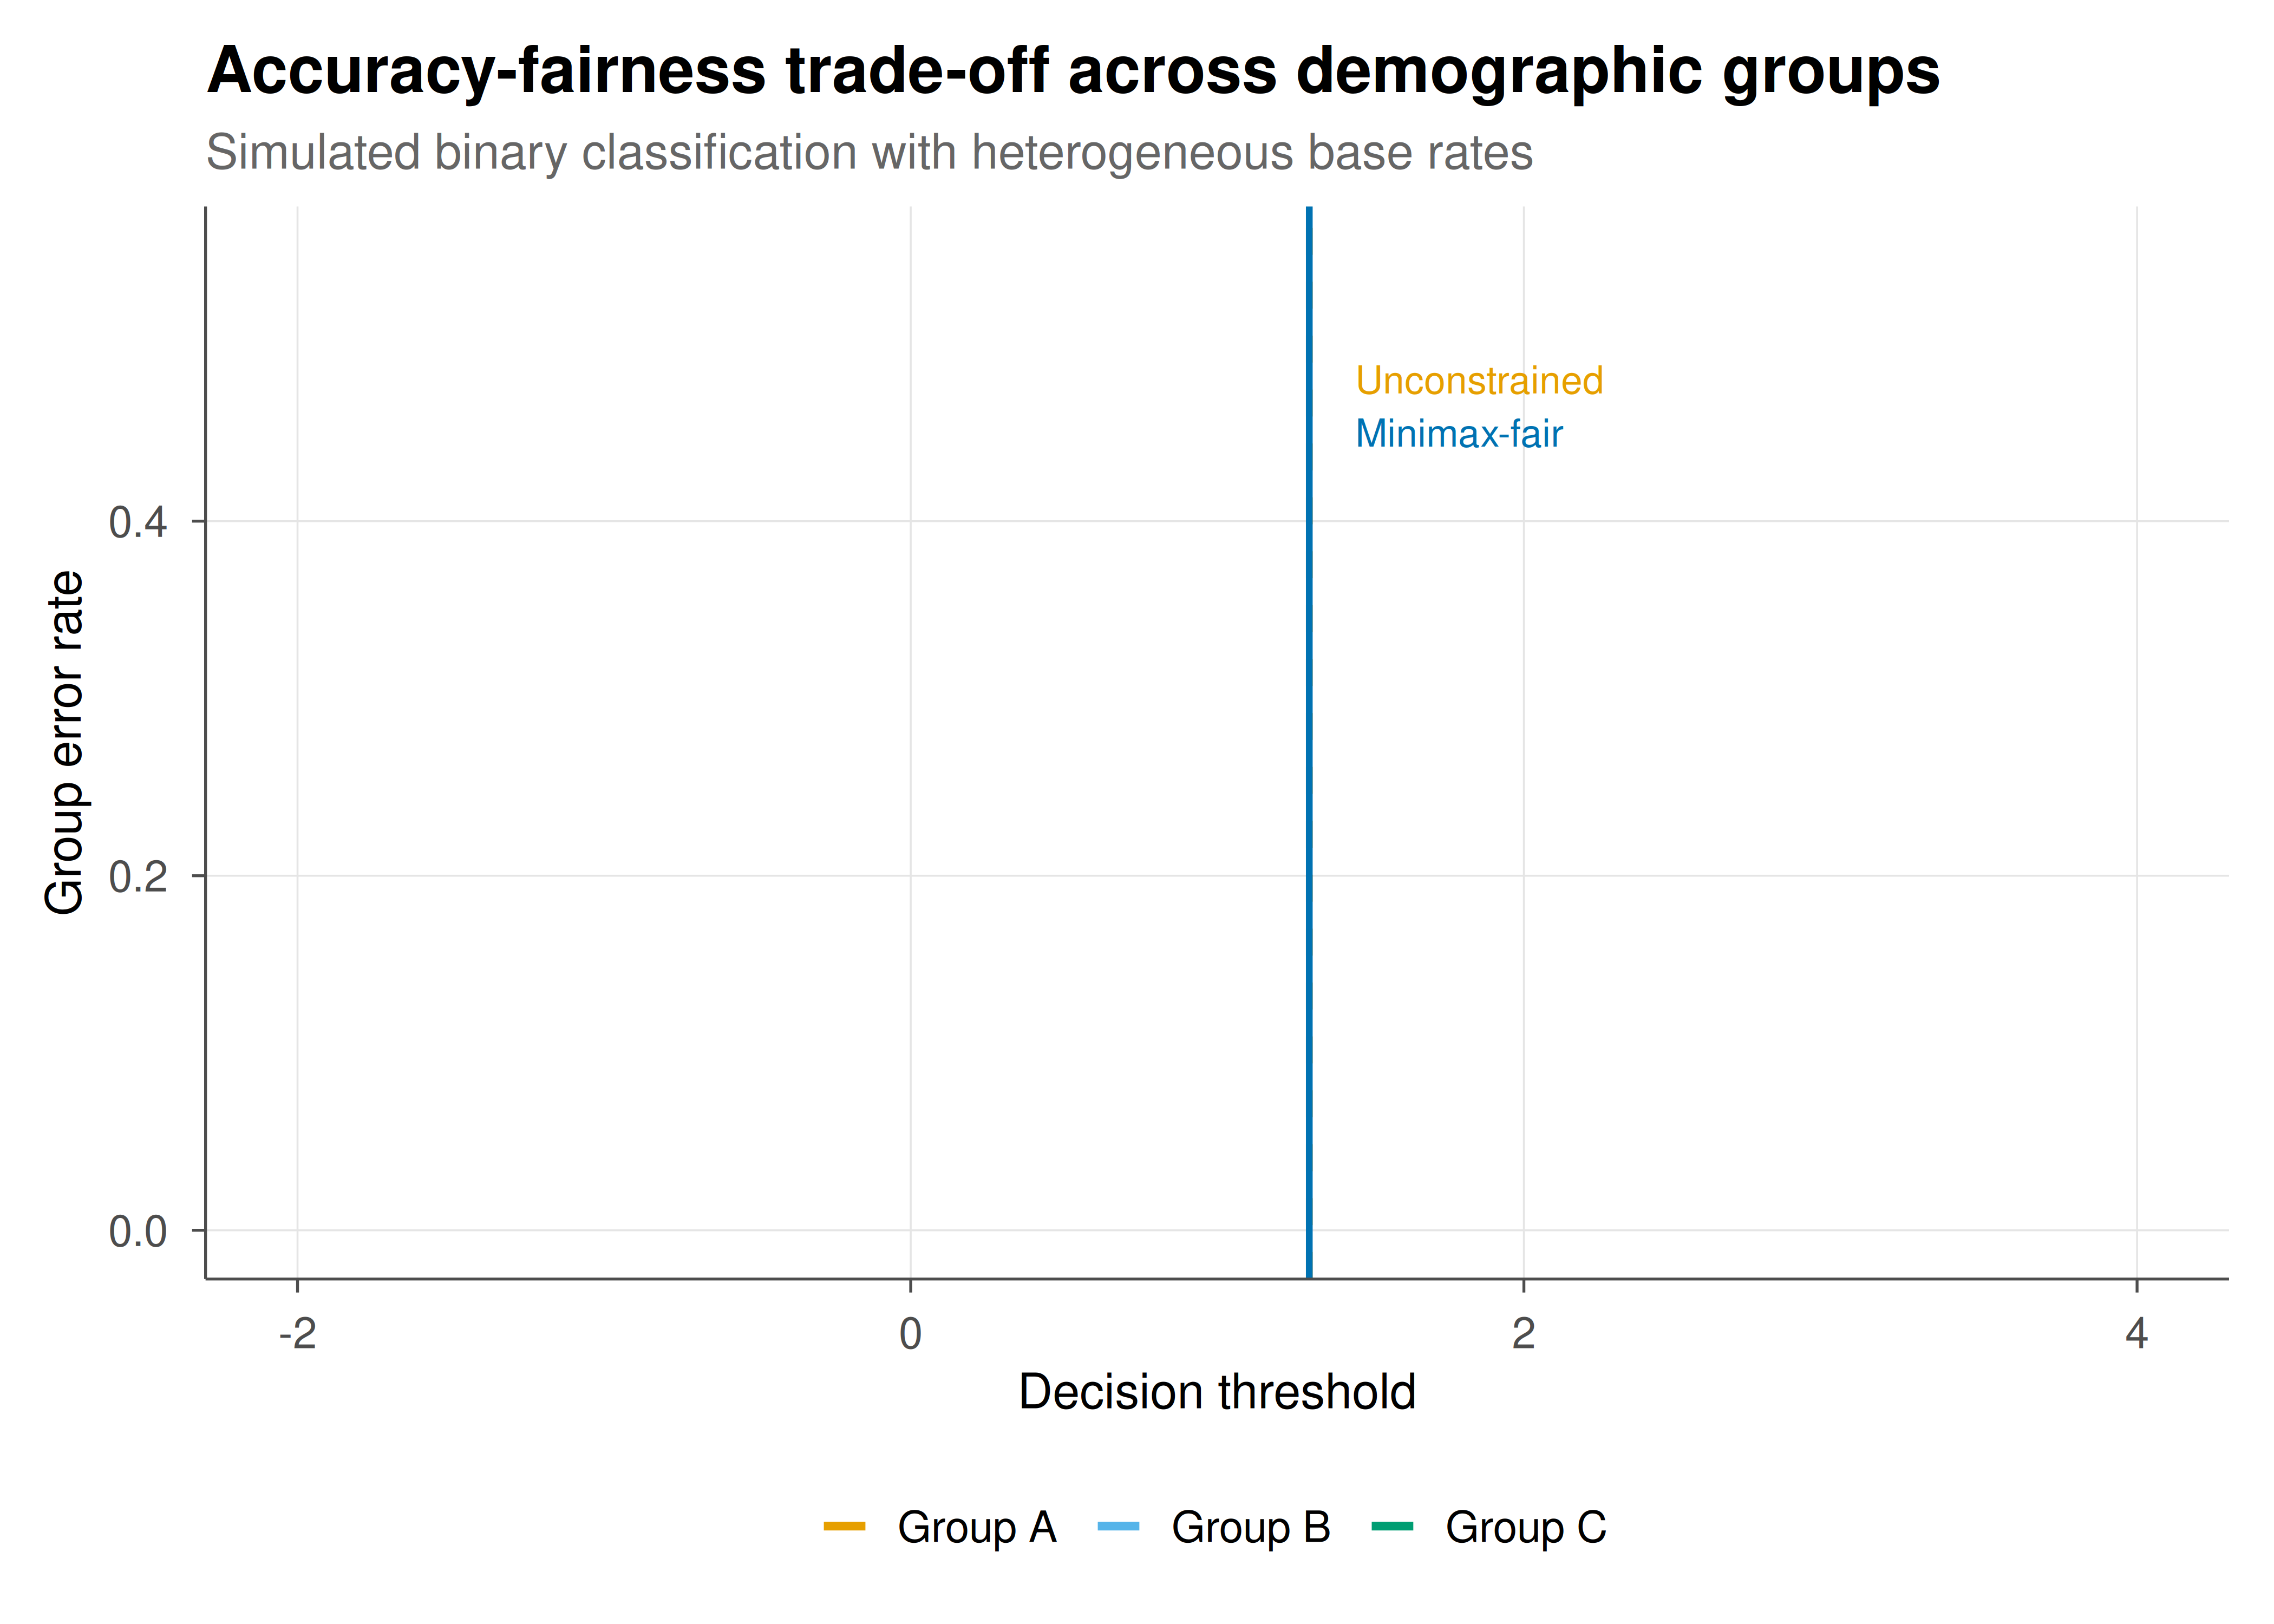 Accuracy-fairness trade-off across demographic groups
Simulated binary classification with heterogeneous base rates
Unconstrained
Minimax-fair
0.4
0.2
0.0
Group error rate
-2 0 2 4
Decision threshold
Group A Group B Group C